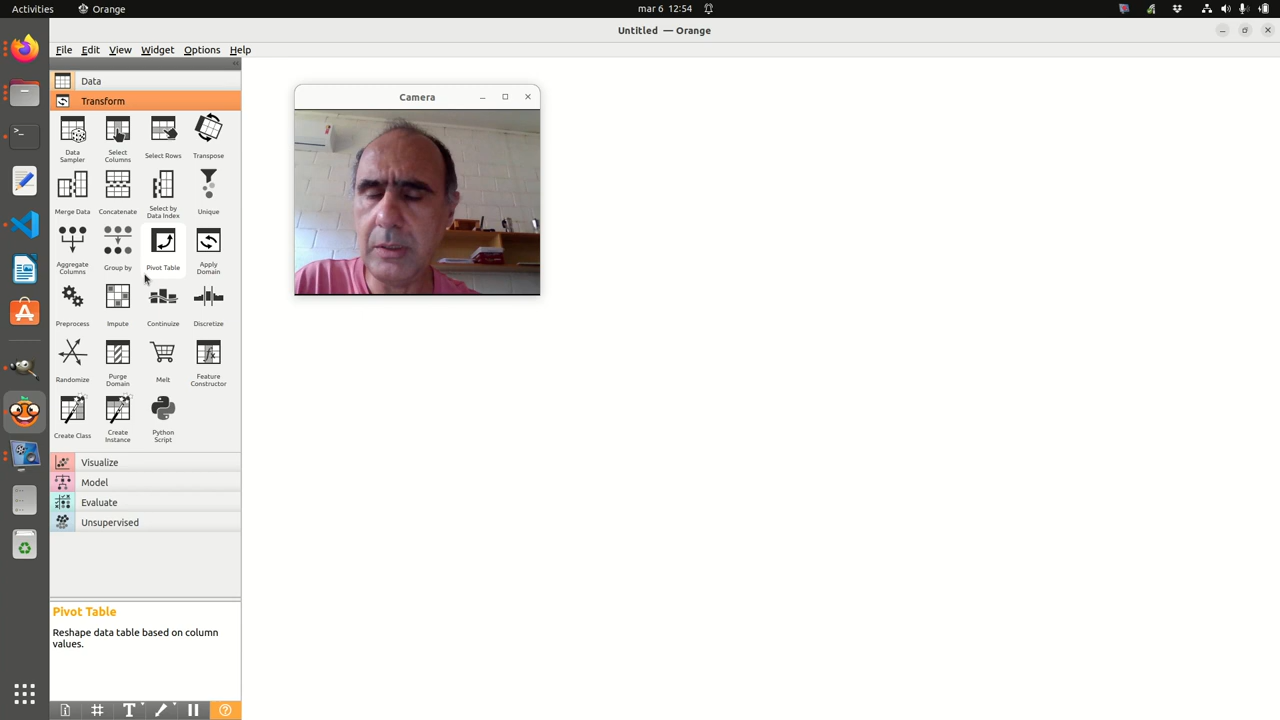 Activities
Orange
mar 6 12:54
Untitled — Orange
File Edit View Widget Options Help
Data
Transform
Data Sampler
Select Columns
Select Rows
Transpose
Merge Data
Concatenate
Select by Data Index
Unique
Aggregate Columns
Group by
Pivot Table
Apply Domain
Preprocess
Impute
Continuize
Discretize
Randomize
Purge Domain
Melt
Feature Constructor
Create Class
Create Instance
Python Script
Visualize
Model
Evaluate
Unsupervised
Pivot Table
Reshape data table based on column
values.
Camera